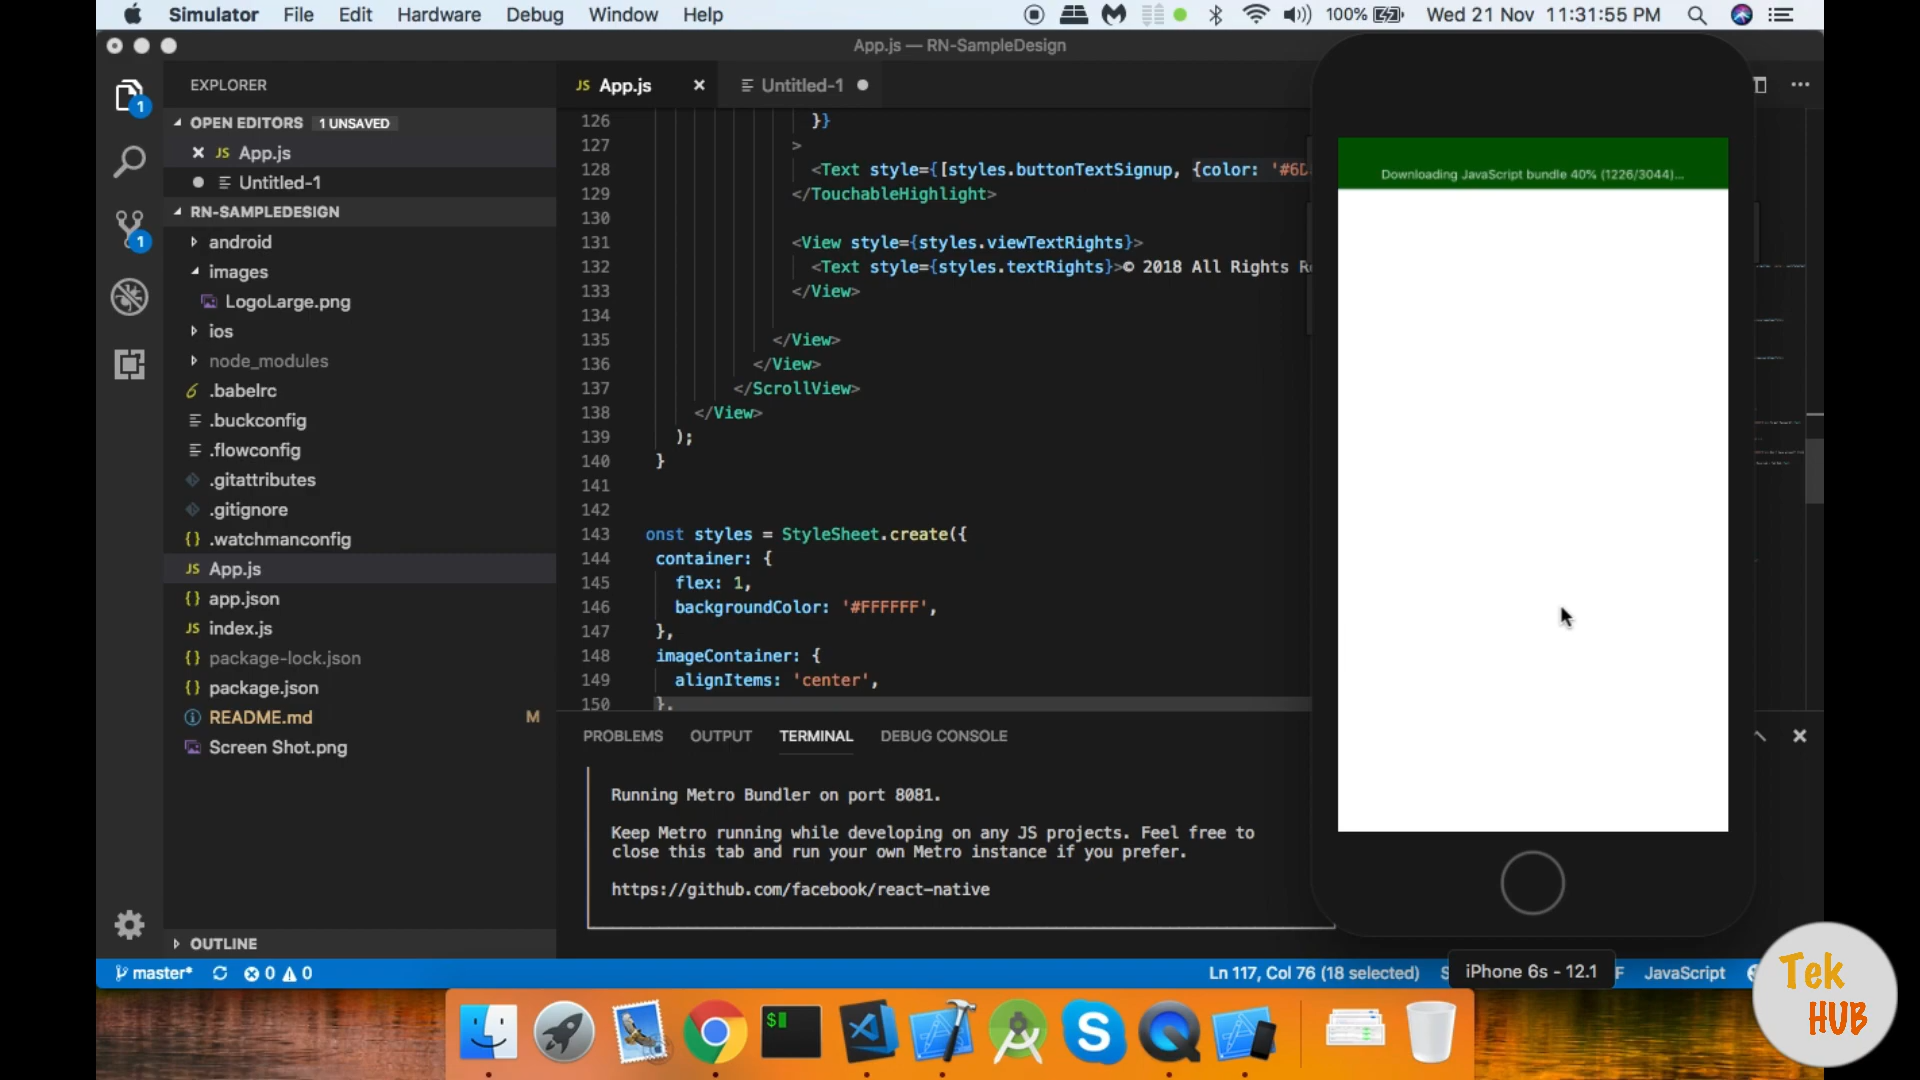 Simulator File Edit Hardware Debug Window Help 100% Wed 21 Nov 11:31:55 PM
App.js — RN-SampleDesign
EXPLORER
OPEN EDITORS 1 UNSAVED
JS App.js
Untitled-1
RN-SAMPLEDESIGN
android
images
LogoLarge.png
ios
node_modules
.babelrc
.buckconfig
.flowconfig
.gitattributes
.gitignore
{} .watchmanconfig
JS App.js
{} app.json
JS index.js
{} package-lock.json
{} package.json
README.md M
Screen Shot.png
OUTLINE
JS App.js Untitled-1
126 }}
127 >
128 <Text style={[styles.buttonTextSignup, {color: '#6D
129 </TouchableHighlight>
130
131 <View style={styles.viewTextRights}>
132 <Text style={styles.textRights}>© 2018 All Rights R
133 </View>
134
135 </View>
136 </View>
137 </ScrollView>
138 </View>
139 );
140 }
141
142
143 onst styles = StyleSheet.create({
144 container: {
145 flex: 1,
146 backgroundColor: '#FFFFFF',
147 },
148 imageContainer: {
149 alignItems: 'center',
150 },
PROBLEMS OUTPUT TERMINAL DEBUG CONSOLE
Running Metro Bundler on port 8081.
Keep Metro running while developing on any JS projects. Feel free to
close this tab and run your own Metro instance if you prefer.
https://github.com/facebook/react-native
Downloading JavaScript bundle 40% (1226/3044)...
master* 0 0 Ln 117, Col 76 (18 selected) S iPhone 6s - 12.1 F JavaScript
Tek
HUB